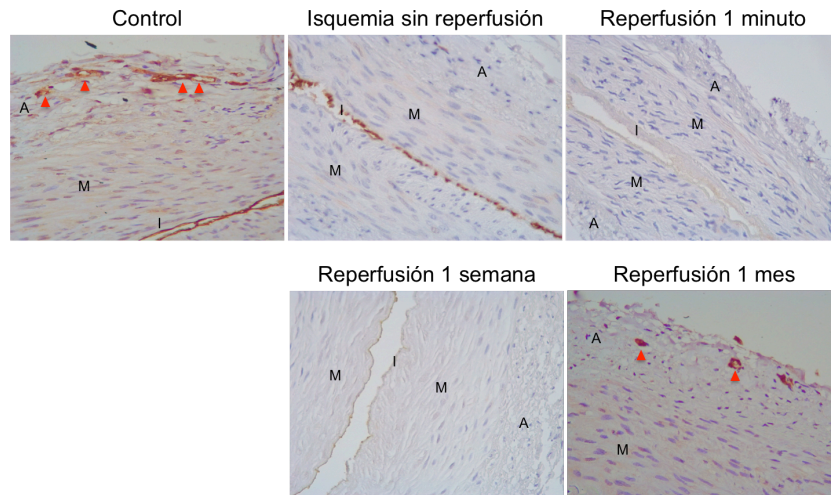 Control
Isquemia sin reperfusión
Reperfusión 1 minuto
A
M
I
A
I
M
M
A
M
I
M
A
Reperfusión 1 semana
Reperfusión 1 mes
M
I
M
A
A
M